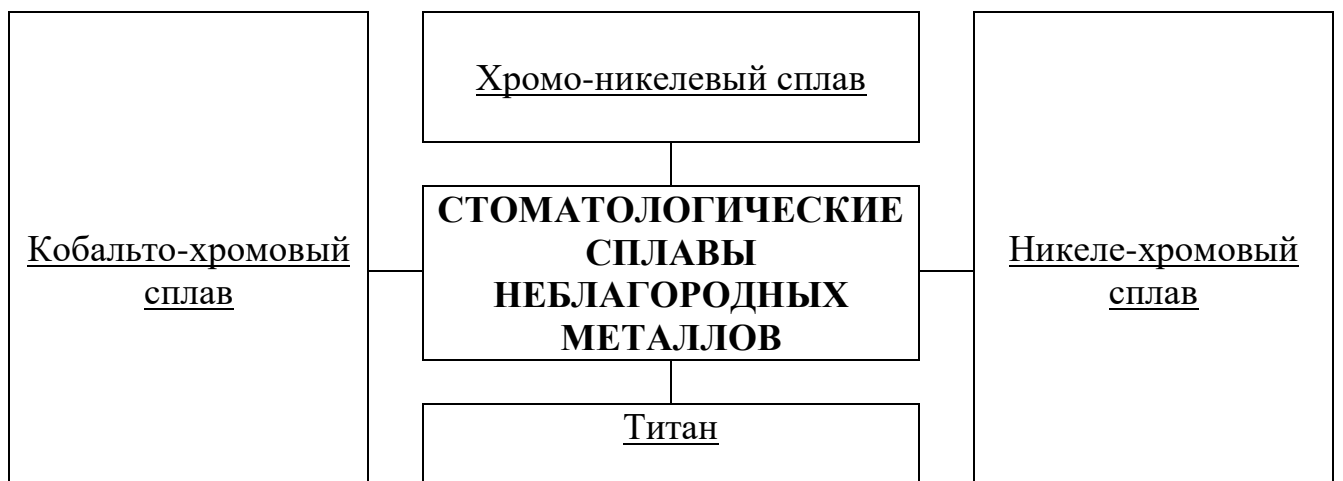 Хромо-никелевый сплав
Кобальто-хромовый
сплав
СТОМАТОЛОГИЧЕСКИЕ
СПЛАВЫ
НЕБЛАГОРОДНЫХ
МЕТАЛЛОВ
Никеле-хромовый
сплав
Титан